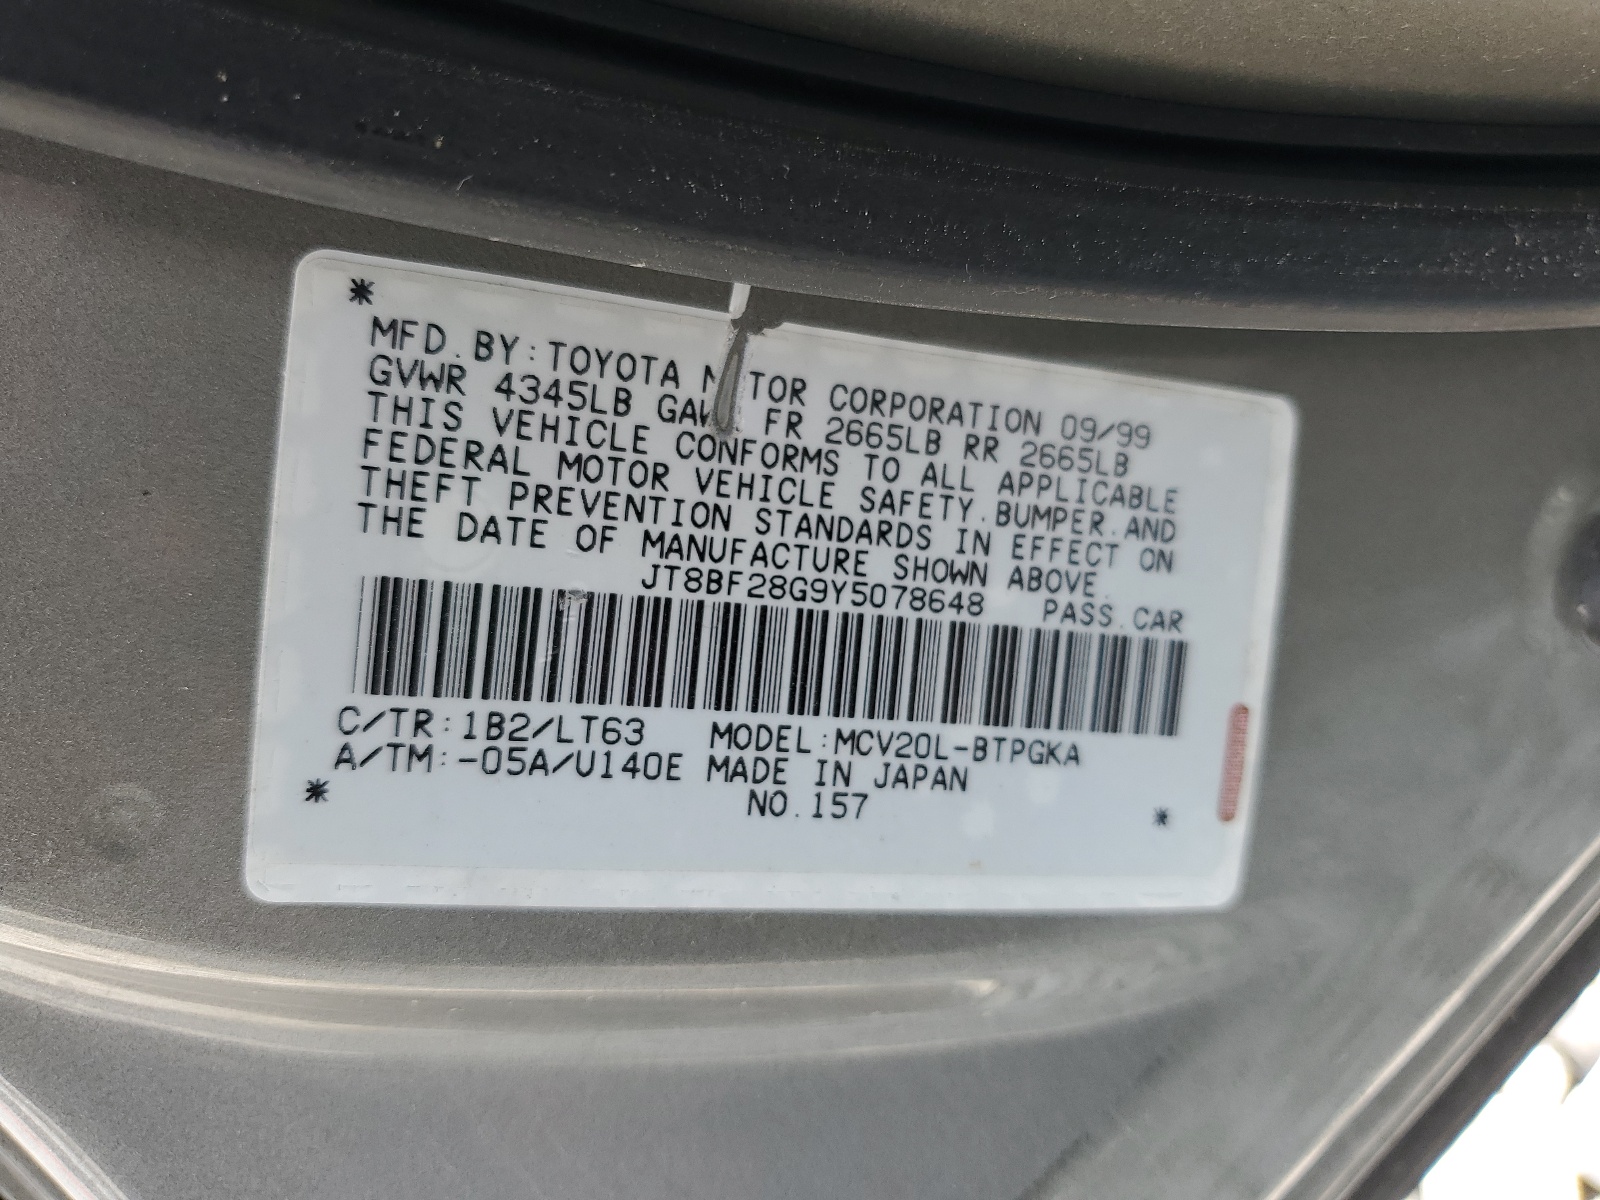 *
MFD. BY: TOYOTA TOR CORPORATION 09/99
GVWR 4345LB FR 2665LB RR 2665LB
THIS VEHICLE CONFORMS TO ALL APPLICABLE
FEDERAL MOTOR VEHICLE SAFETY. BUMPER. AND
THEFT PREVENTION STANDARDS IN EFFECT ON
THE DATE OF MANUFACTURE SHOWN ABOVE.
JT8BF28G9Y5078648 PASS. CAR
C/TR: 1B2/LT63 MODEL: MCV20L-BTPGKA
A/TM: -05A/U140E MADE IN JAPAN
NO. 157
* *